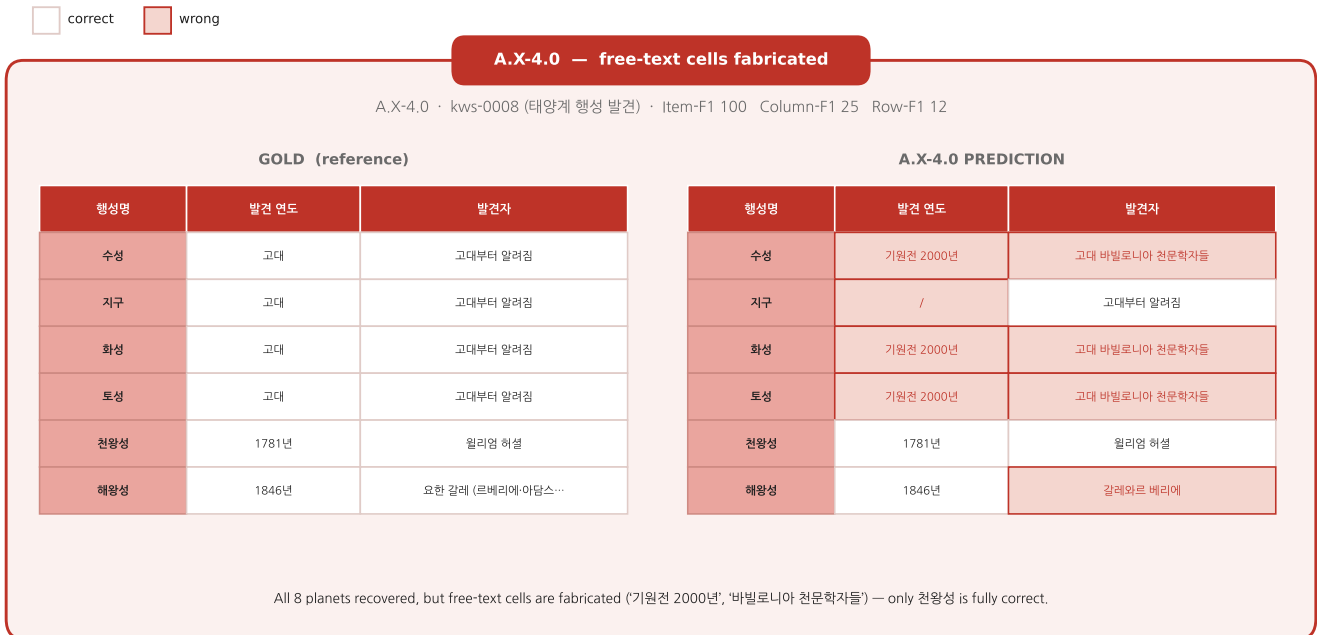 correct wrong
A.X-4.0 — free-text cells fabricated
A.X-4.0 · kws-0008 (태양계 행성 발견) · Item-F1 100 Column-F1 25 Row-F1 12
GOLD (reference)
행성명 발견 연도 발견자
수성 고대 고대부터 알려짐
지구 고대 고대부터 알려짐
화성 고대 고대부터 알려짐
토성 고대 고대부터 알려짐
천왕성 1781년 윌리엄 허셜
해왕성 1846년 요한 갈레 (르베리에·아담스…
A.X-4.0 PREDICTION
행성명 발견 연도 발견자
수성 기원전 2000년 고대 바빌로니아 천문학자들
지구 / 고대부터 알려짐
화성 기원전 2000년 고대 바빌로니아 천문학자들
토성 기원전 2000년 고대 바빌로니아 천문학자들
천왕성 1781년 윌리엄 허셜
해왕성 1846년 갈레와르 베리에
All 8 planets recovered, but free-text cells are fabricated (‘기원전 2000년’, ‘바빌로니아 천문학자들’) — only 천왕성 is fully correct.